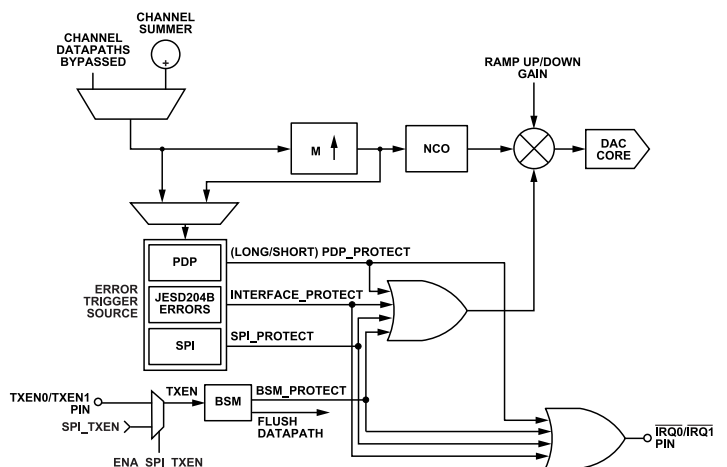 CHANNEL
SUMMER
CHANNEL
DATAPATHS
BYPASSED
+
RAMP UP/DOWN
GAIN
M
NCO
DAC
CORE
ERROR
TRIGGER
SOURCE
PDP
(LONG/SHORT) PDP_PROTECT
JESD204B
ERRORS
INTERFACE_PROTECT
SPI
SPI_PROTECT
TXEN0/TXEN1
PIN
SPI_TXEN
TXEN
ENA_SPI_TXEN
BSM
BSM_PROTECT
FLUSH
DATAPATH
IRQ0/IRQ1
PIN